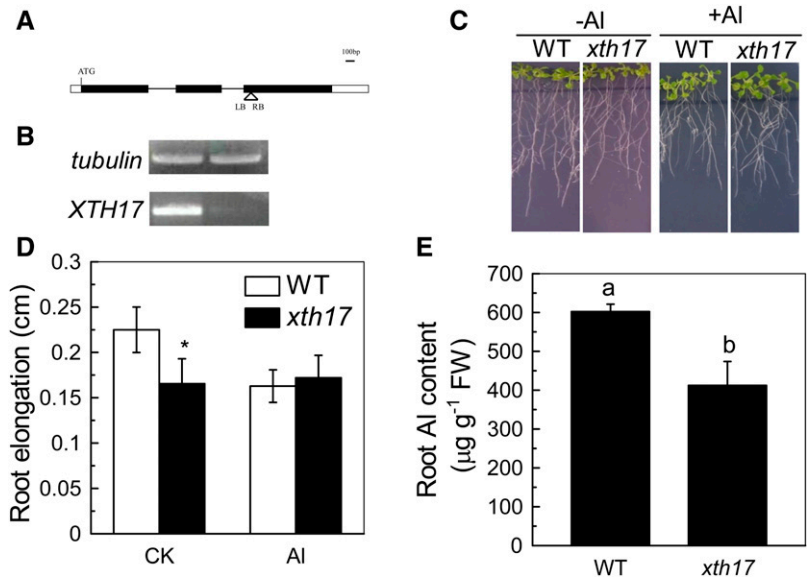 A
100bp
ATG
LB RB
B
tubulin
XTH17
C
-Al
+Al
WT xth17 WT xth17
D
Root elongation (cm)
0.3
0.25
0.2
0.15
0.1
0.05
0
WT
xth17
*
CK Al
E
Root Al content
(µg g⁻¹ FW)
700
600
500
400
300
200
100
0
a
b
WT xth17